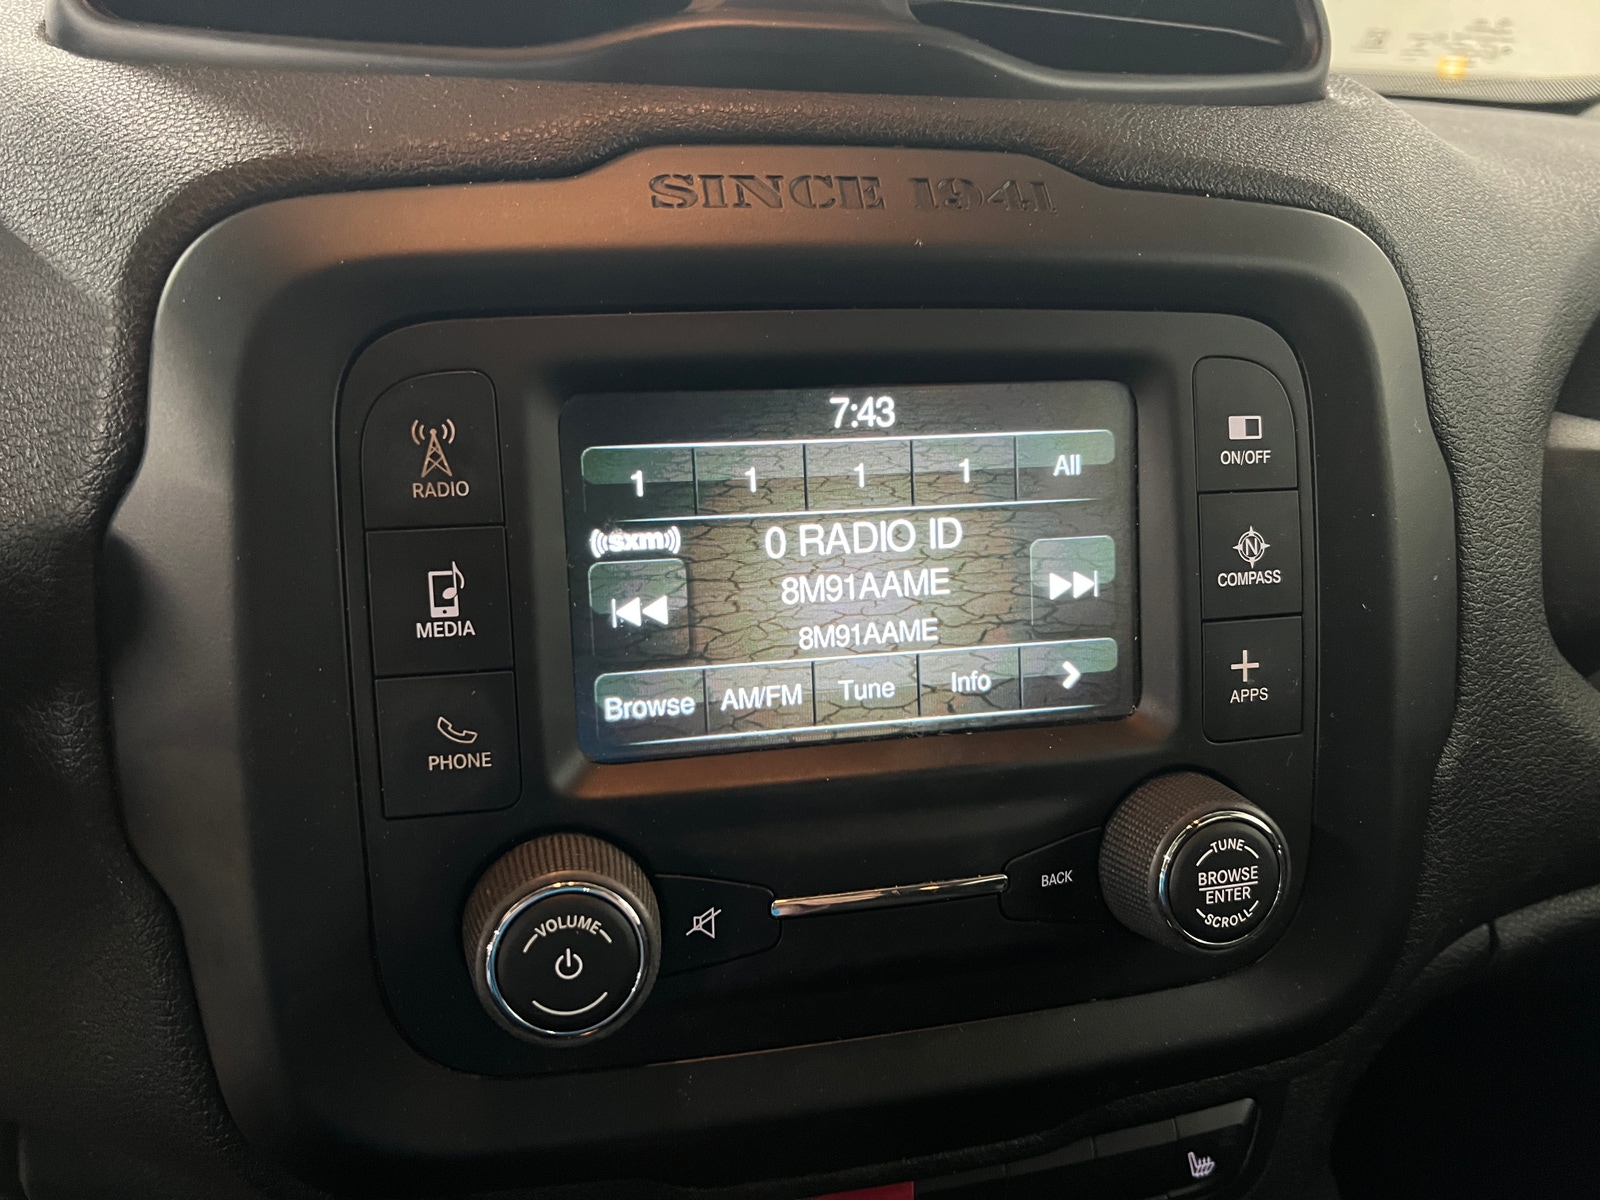 SINCE 1941
7:43
1 1 1 1 All
((sxm))
0 RADIO ID
8M91AAME
8M91AAME
Browse AM/FM Tune Info >
RADIO
MEDIA
PHONE
ON/OFF
N
COMPASS
APPS
VOLUME
BACK
TUNE
BROWSE
ENTER
SCROLL